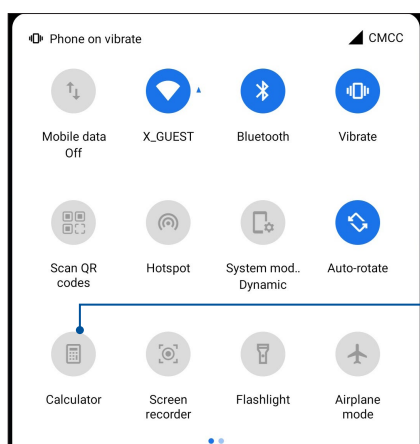 Phone on vibrate CMCC
Mobile data X_GUEST Bluetooth Vibrate
Off
Scan QR Hotspot System mod.. Auto-rotate
codes Dynamic
Calculator Screen Flashlight Airplane
recorder mode